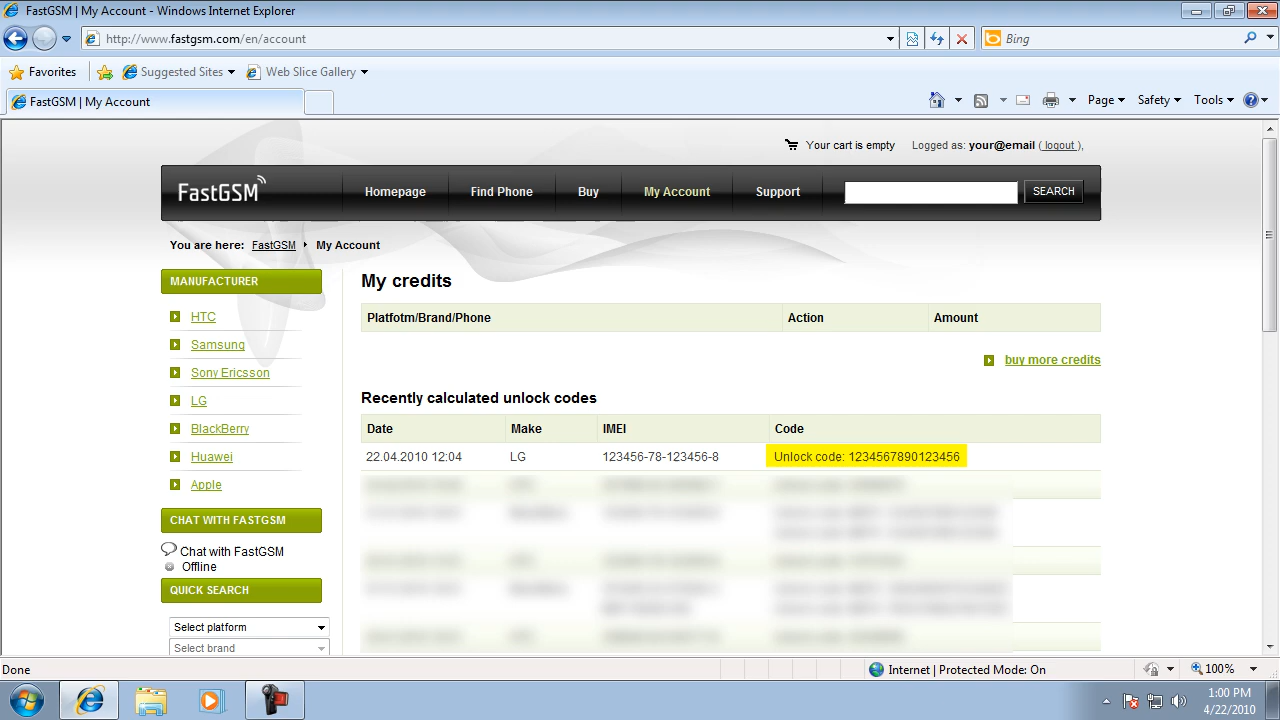 FastGSM | My Account - Windows Internet Explorer
http://www.fastgsm.com/en/account
Bing
Favorites
Suggested Sites
Web Slice Gallery
FastGSM | My Account
Page
Safety
Tools
Your cart is empty
Logged as: your@email ( logout ),
FastGSM
Homepage
Find Phone
Buy
My Account
Support
SEARCH
You are here: FastGSM My Account
MANUFACTURER
HTC
Samsung
Sony Ericsson
LG
BlackBerry
Huawei
Apple
CHAT WITH FASTGSM
Chat with FastGSM
Offline
QUICK SEARCH
Select platform
Select brand
My credits
Platfotm/Brand/Phone Action Amount
buy more credits
Recently calculated unlock codes
Date Make IMEI Code
22.04.2010 12:04 LG 123456-78-123456-8 Unlock code: 1234567890123456
Done
Internet | Protected Mode: On
100%
1:00 PM
4/22/2010